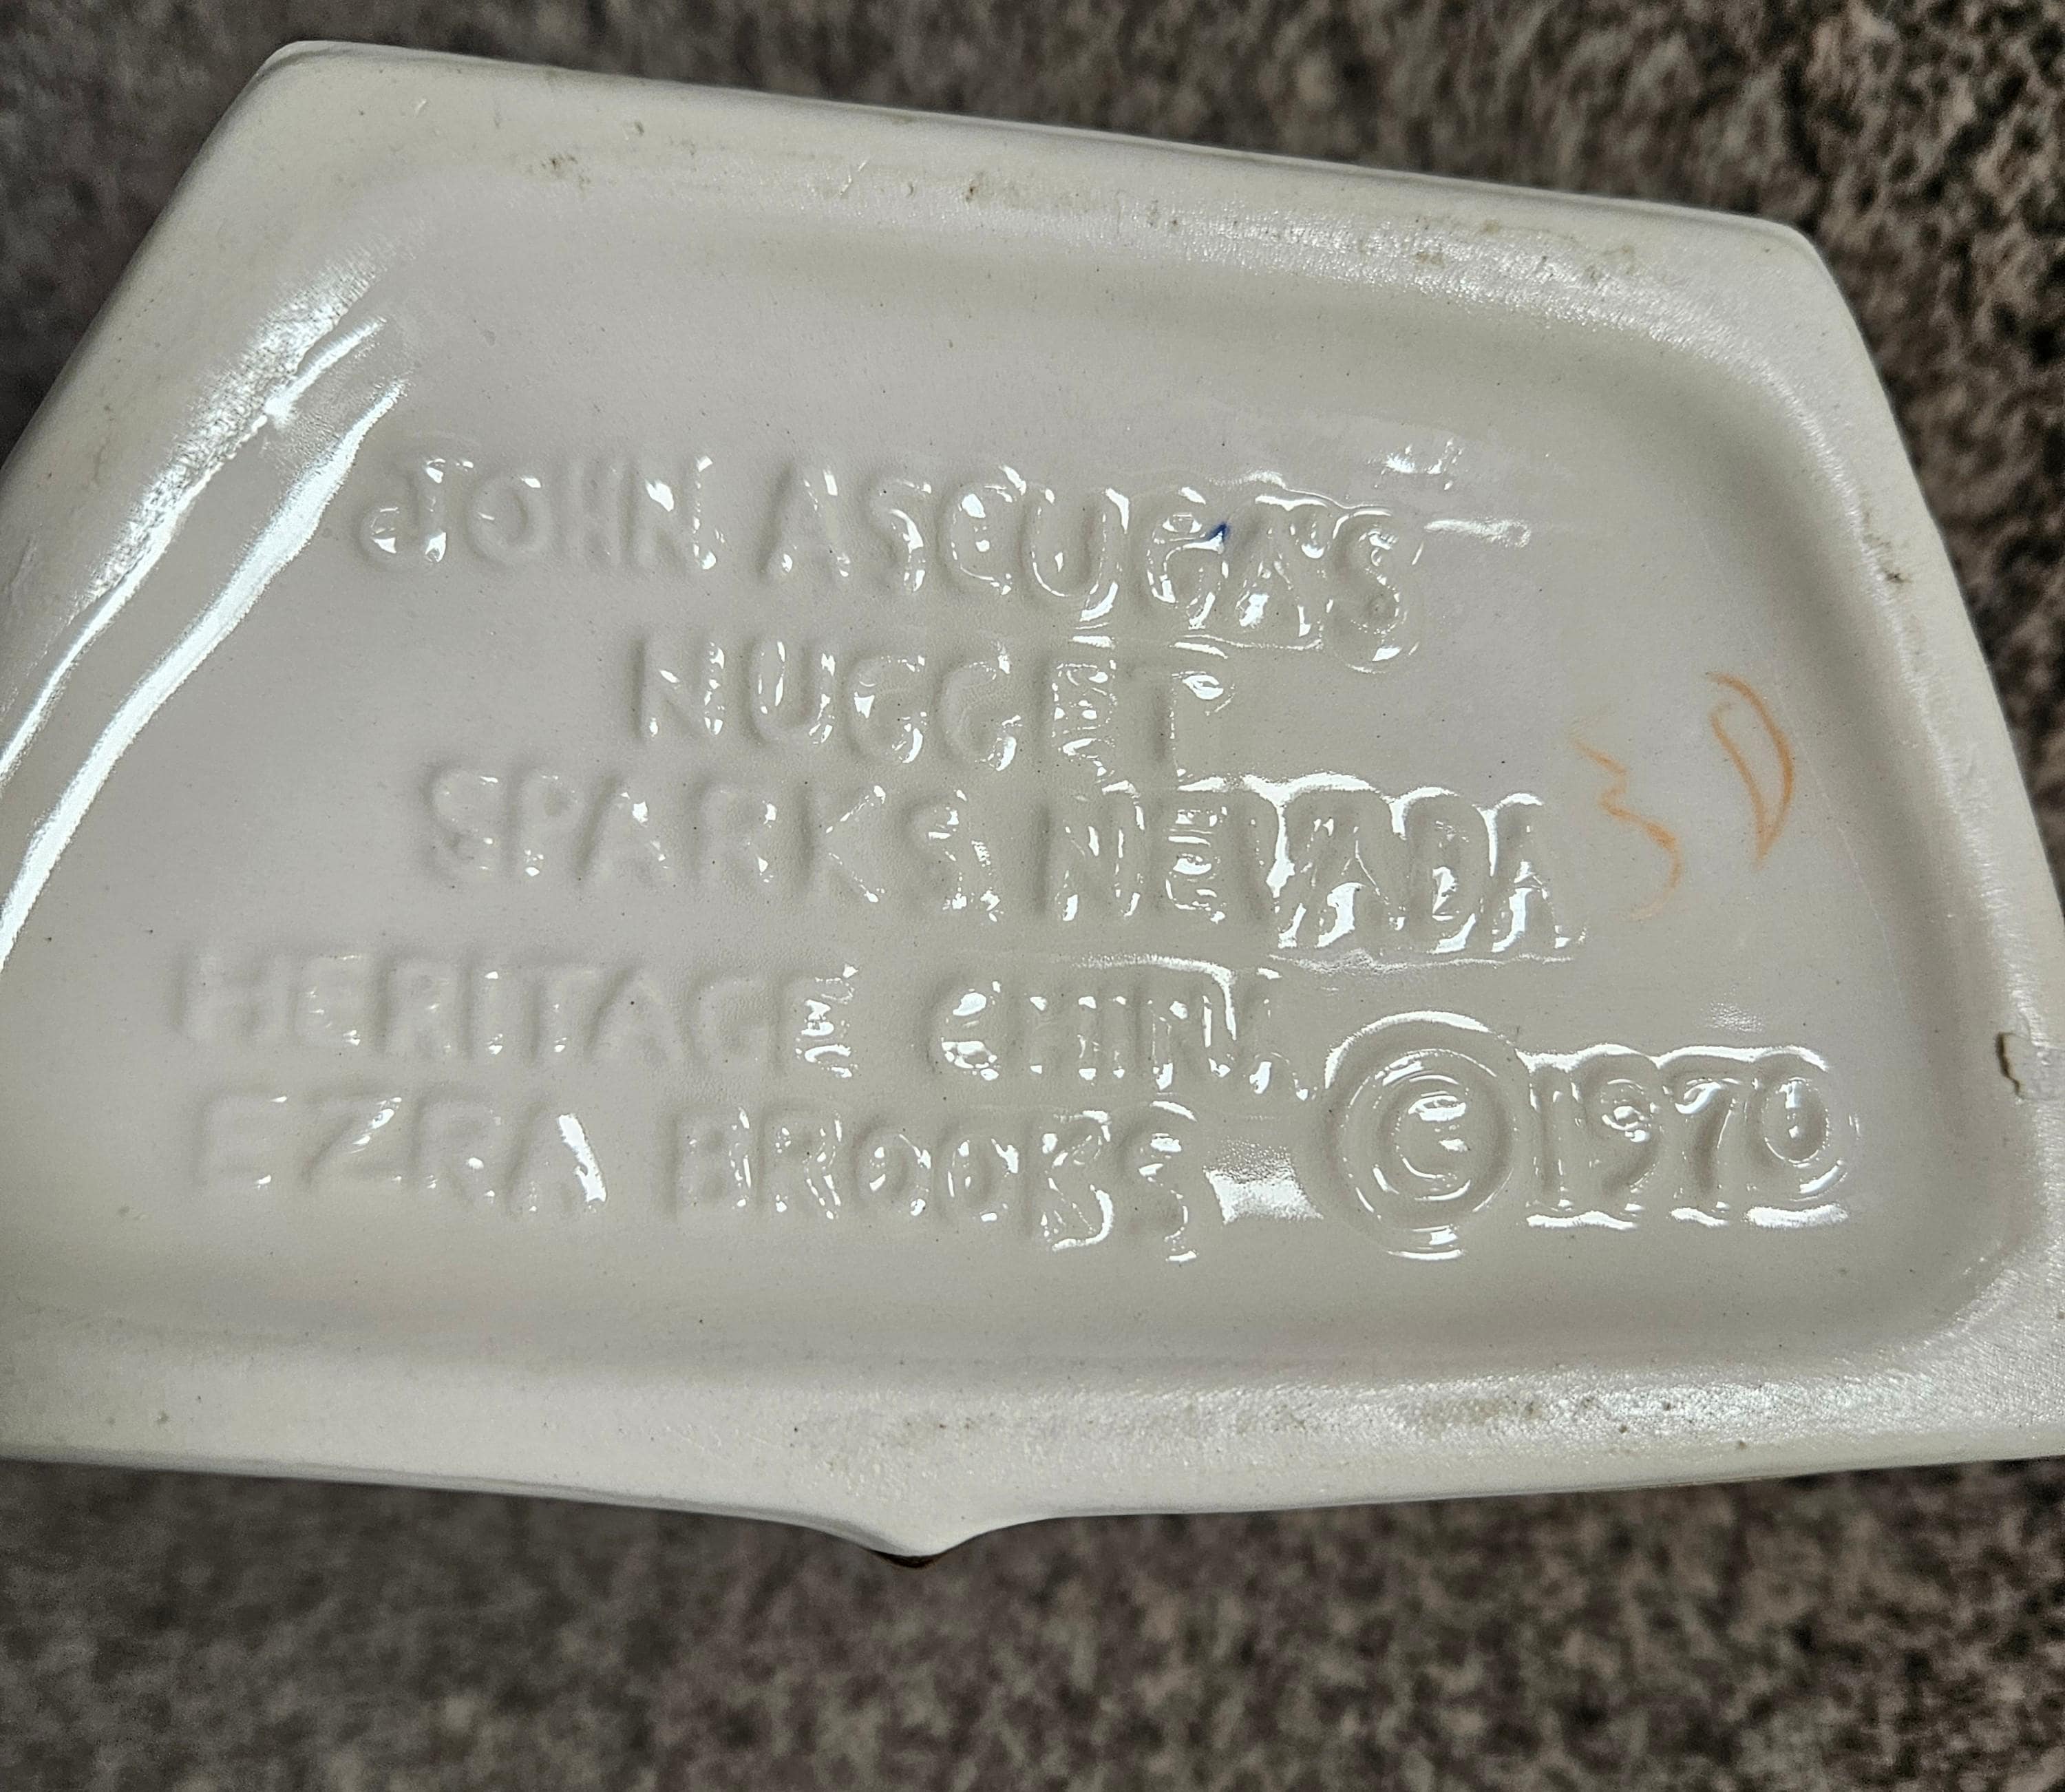 JOHN ASCUGA'S
NUGGET
SPARKS NEVADA
HERITAGE CHINA
EZRA BROOKS © 1970